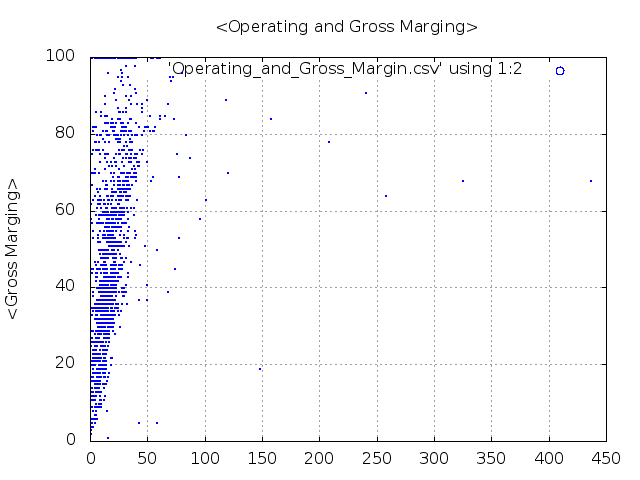 <Operating and Gross Marging>
'Operating_and_Gross_Margin.csv' using 1:2
<Gross Marging>
100
80
60
40
20
0
0 50 100 150 200 250 300 350 400 450